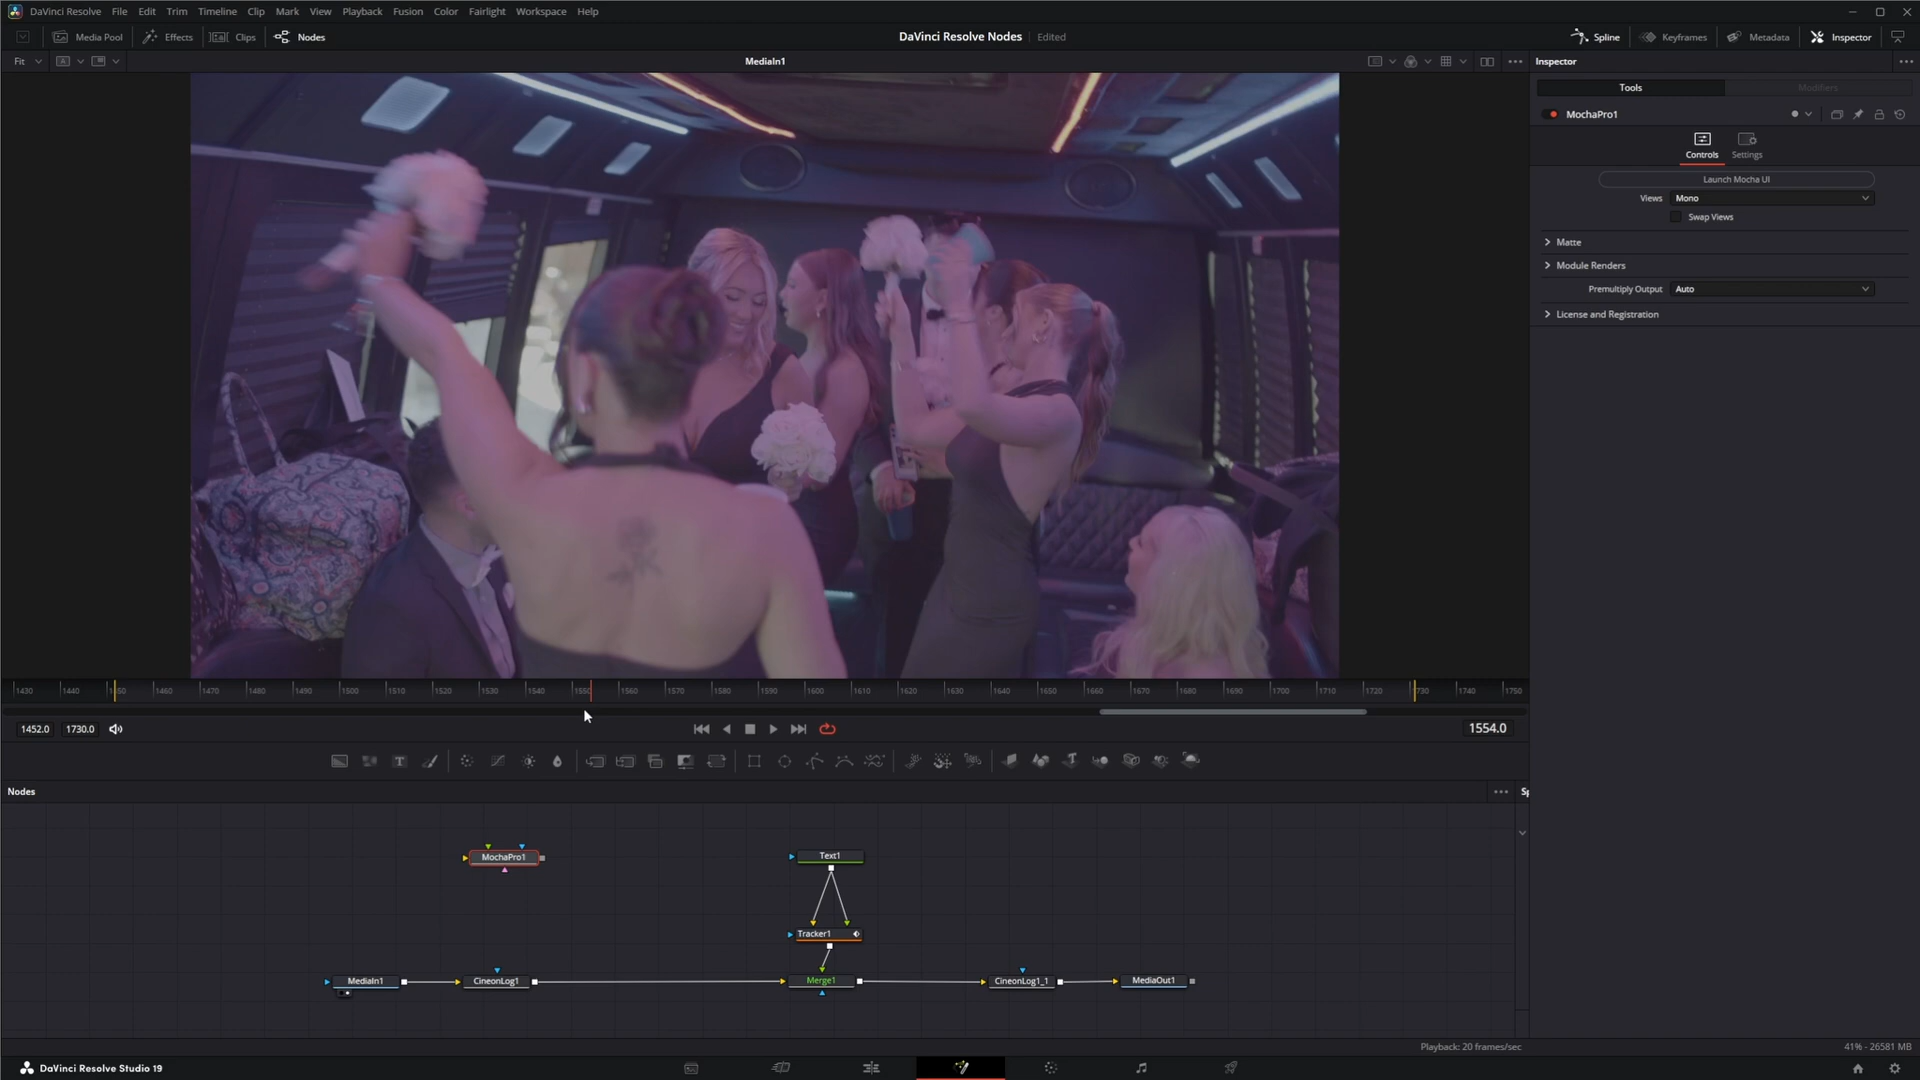 DaVinci Resolve File Edit Trim Timeline Clip Mark View Playback Fusion Color Fairlight Workspace Help
Media Pool Effects Clips Nodes DaVinci Resolve Nodes Edited Spline Keyframes Metadata Inspector
Fit MediaIn1 Inspector
Tools Modifiers
MochaPro1
Controls Settings
Launch Mocha UI
Views Mono
Swap Views
Matte
Module Renders
Premultiply Output Auto
License and Registration
1430 1440 1450 1460 1470 1480 1490 1500 1510 1520 1530 1540 1550 1560 1570 1580 1590 1600 1610 1620 1630 1640 1650 1660 1670 1680 1690 1700 1710 1720 1730 1740 1750
1452.0 1730.0 1554.0
Nodes
MochaPro1 Text1
Tracker1
MediaIn1 CineonLog1 Merge1 CineonLog1_1 MediaOut1
Playback: 20 frames/sec 41% - 26581 MB
DaVinci Resolve Studio 19